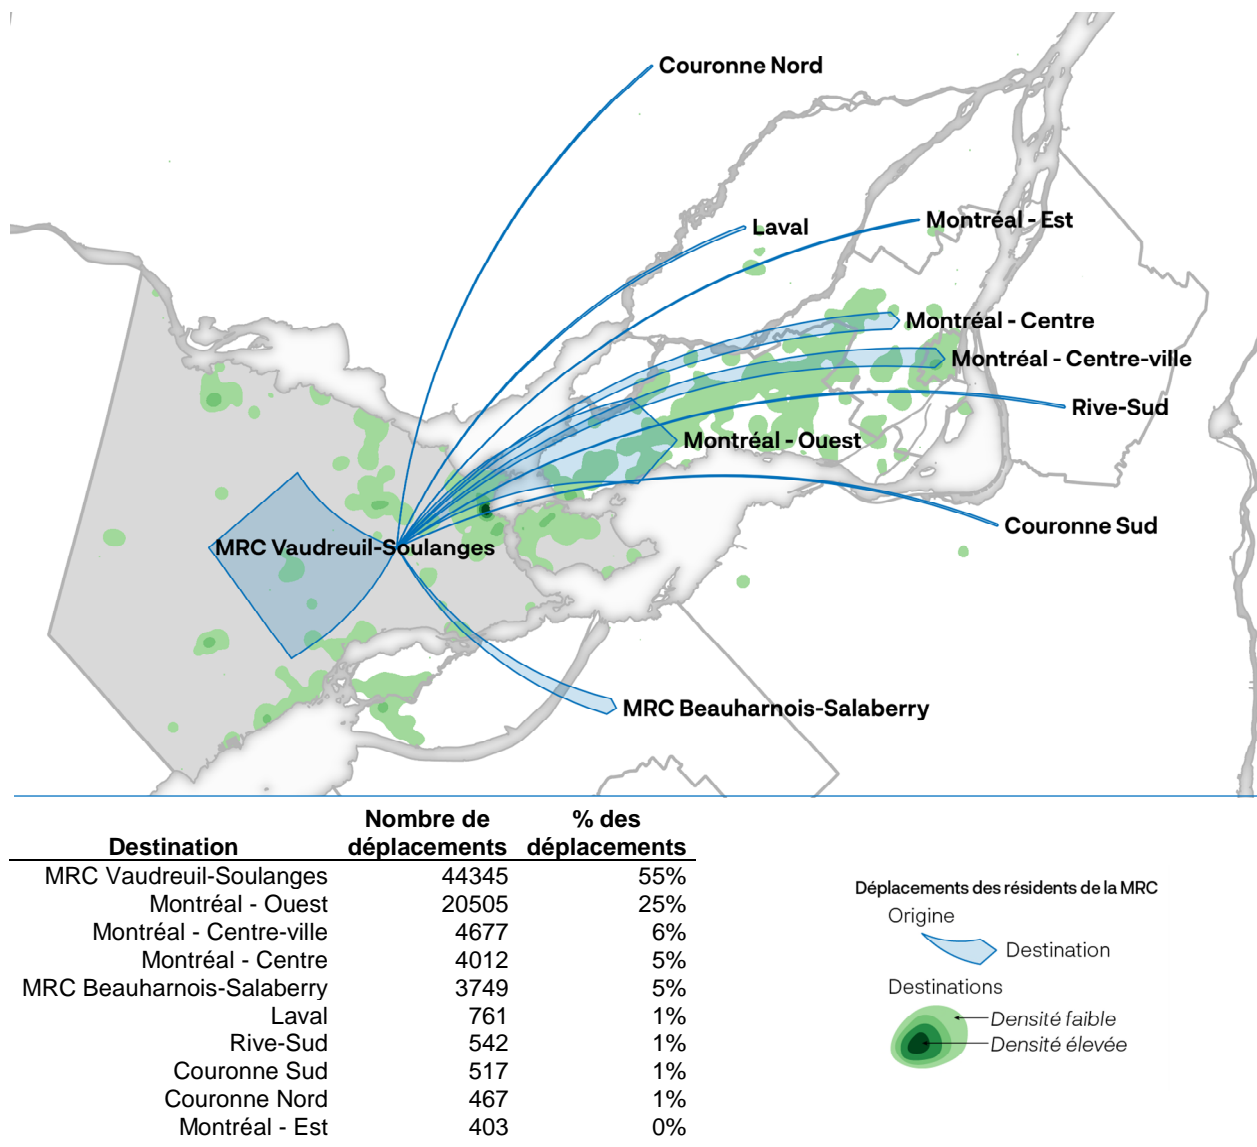 Couronne Nord
Laval
Montréal - Est
Montréal - Centre
Montréal - Centre-ville
Rive-Sud
Montréal - Ouest
Couronne Sud
MRC Vaudreuil-Soulanges
MRC Beauharnois-Salaberry
Destination Nombre de déplacements % des déplacements
MRC Vaudreuil-Soulanges 44345 55%
Montréal - Ouest 20505 25%
Montréal - Centre-ville 4677 6%
Montréal - Centre 4012 5%
MRC Beauharnois-Salaberry 3749 5%
Laval 761 1%
Rive-Sud 542 1%
Couronne Sud 517 1%
Couronne Nord 467 1%
Montréal - Est 403 0%
Déplacements des résidents de la MRC
Origine
Destination
Destinations
Densité faible
Densité élevée